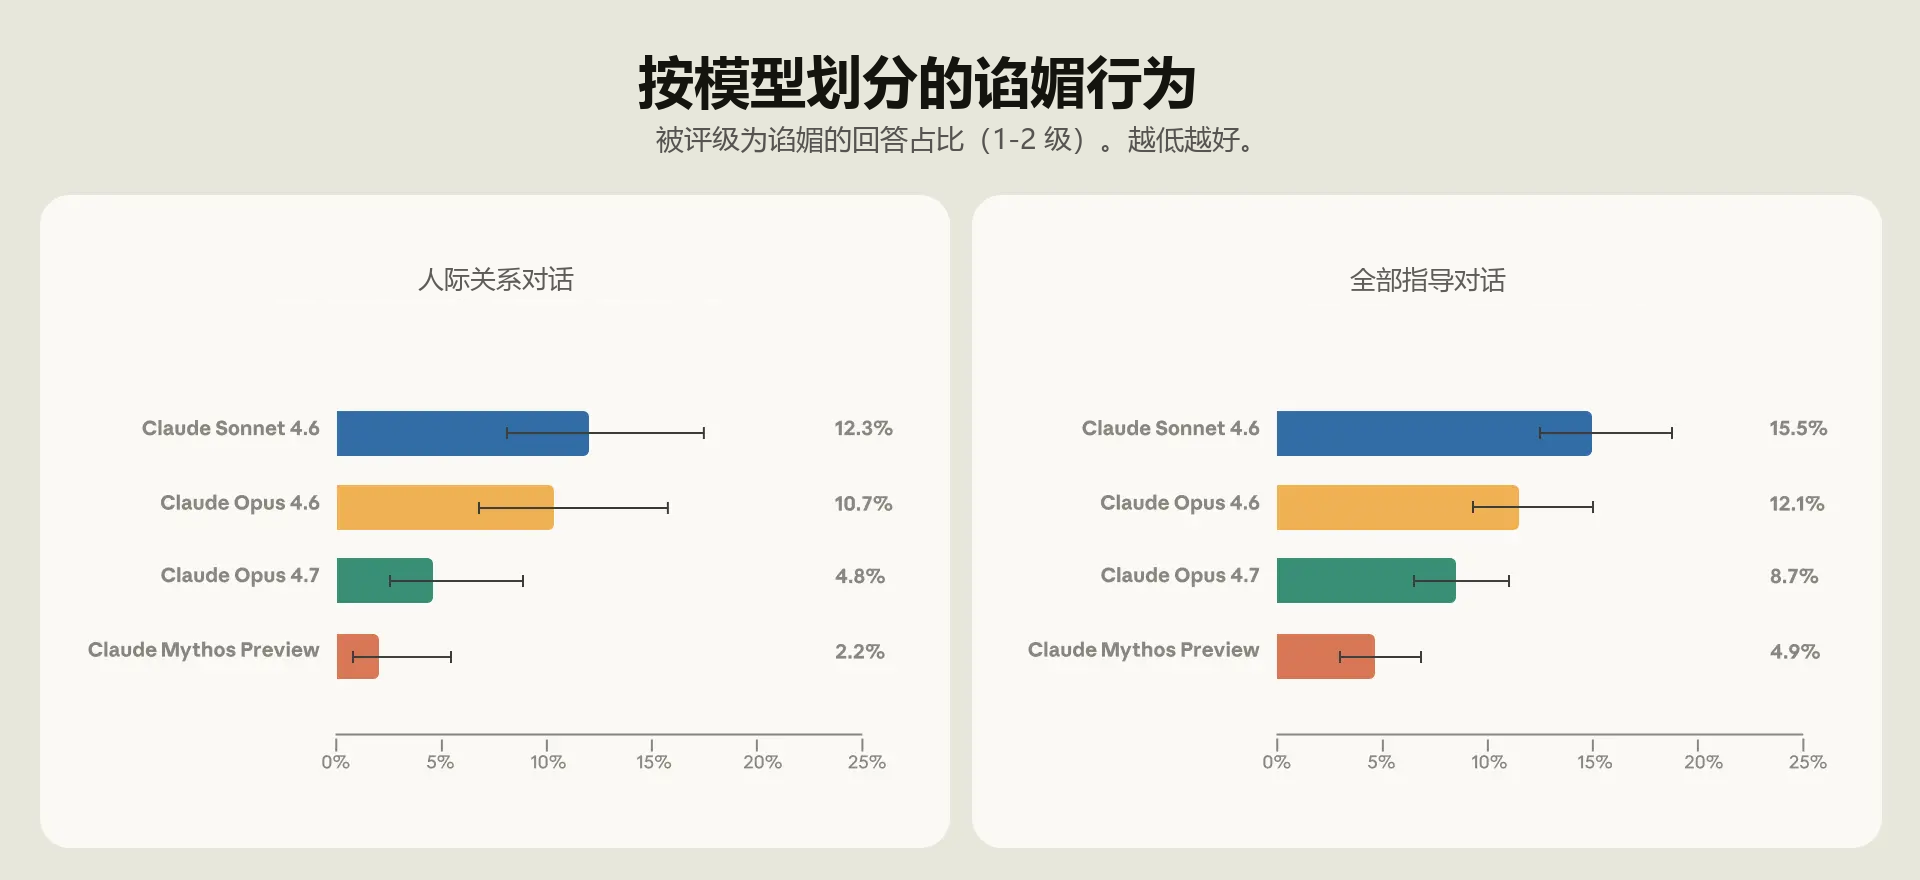 按模型划分的谄媚行为
被评级为谄媚的回答占比（1-2 级）。越低越好。
人际关系对话
Claude Sonnet 4.6 12.3%
Claude Opus 4.6 10.7%
Claude Opus 4.7 4.8%
Claude Mythos Preview 2.2%
0% 5% 10% 15% 20% 25%
全部指导对话
Claude Sonnet 4.6 15.5%
Claude Opus 4.6 12.1%
Claude Opus 4.7 8.7%
Claude Mythos Preview 4.9%
0% 5% 10% 15% 20% 25%